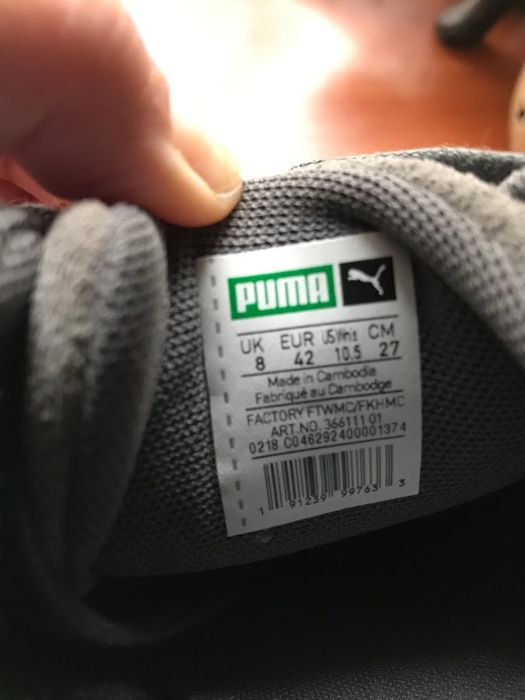 PUMA
UK EUR US Wn's CM
8 42 10.5 27
Made in Cambodia
Fabriqué au Cambodge
FACTORY FTWMC/FKHMC
ART.NO. 366111 01
0218 C046292400001374
1 91239 99763 3